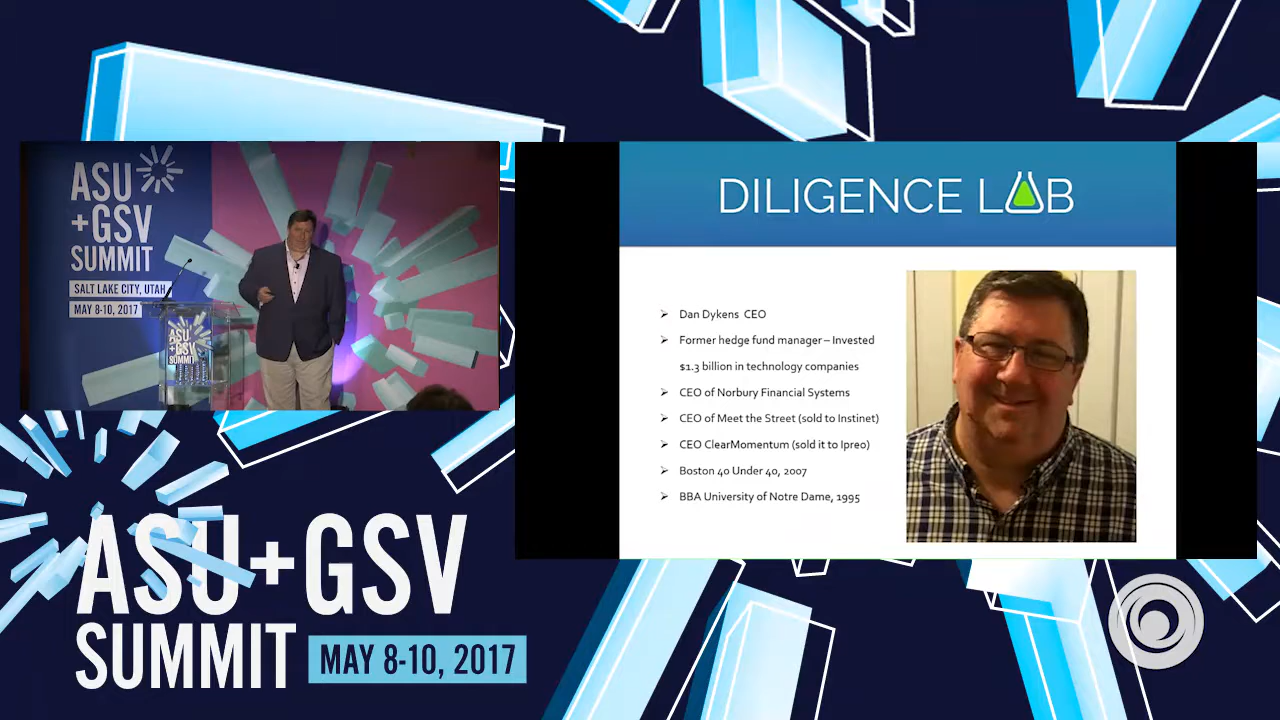 ASU
+GSV
SUMMIT
SALT LAKE CITY, UTAH
MAY 8-10, 2017
ASU
+GSV
SUMMIT
DILIGENCE LAB
➢ Dan Dykens CEO
➢ Former hedge fund manager – Invested
$1.3 billion in technology companies
➢ CEO of Norbury Financial Systems
➢ CEO of Meet the Street (sold to Instinet)
➢ CEO ClearMomentum (sold it to Ipreo)
➢ Boston 40 Under 40, 2007
➢ BBA University of Notre Dame, 1995
ASU+GSV
SUMMIT
MAY 8-10, 2017